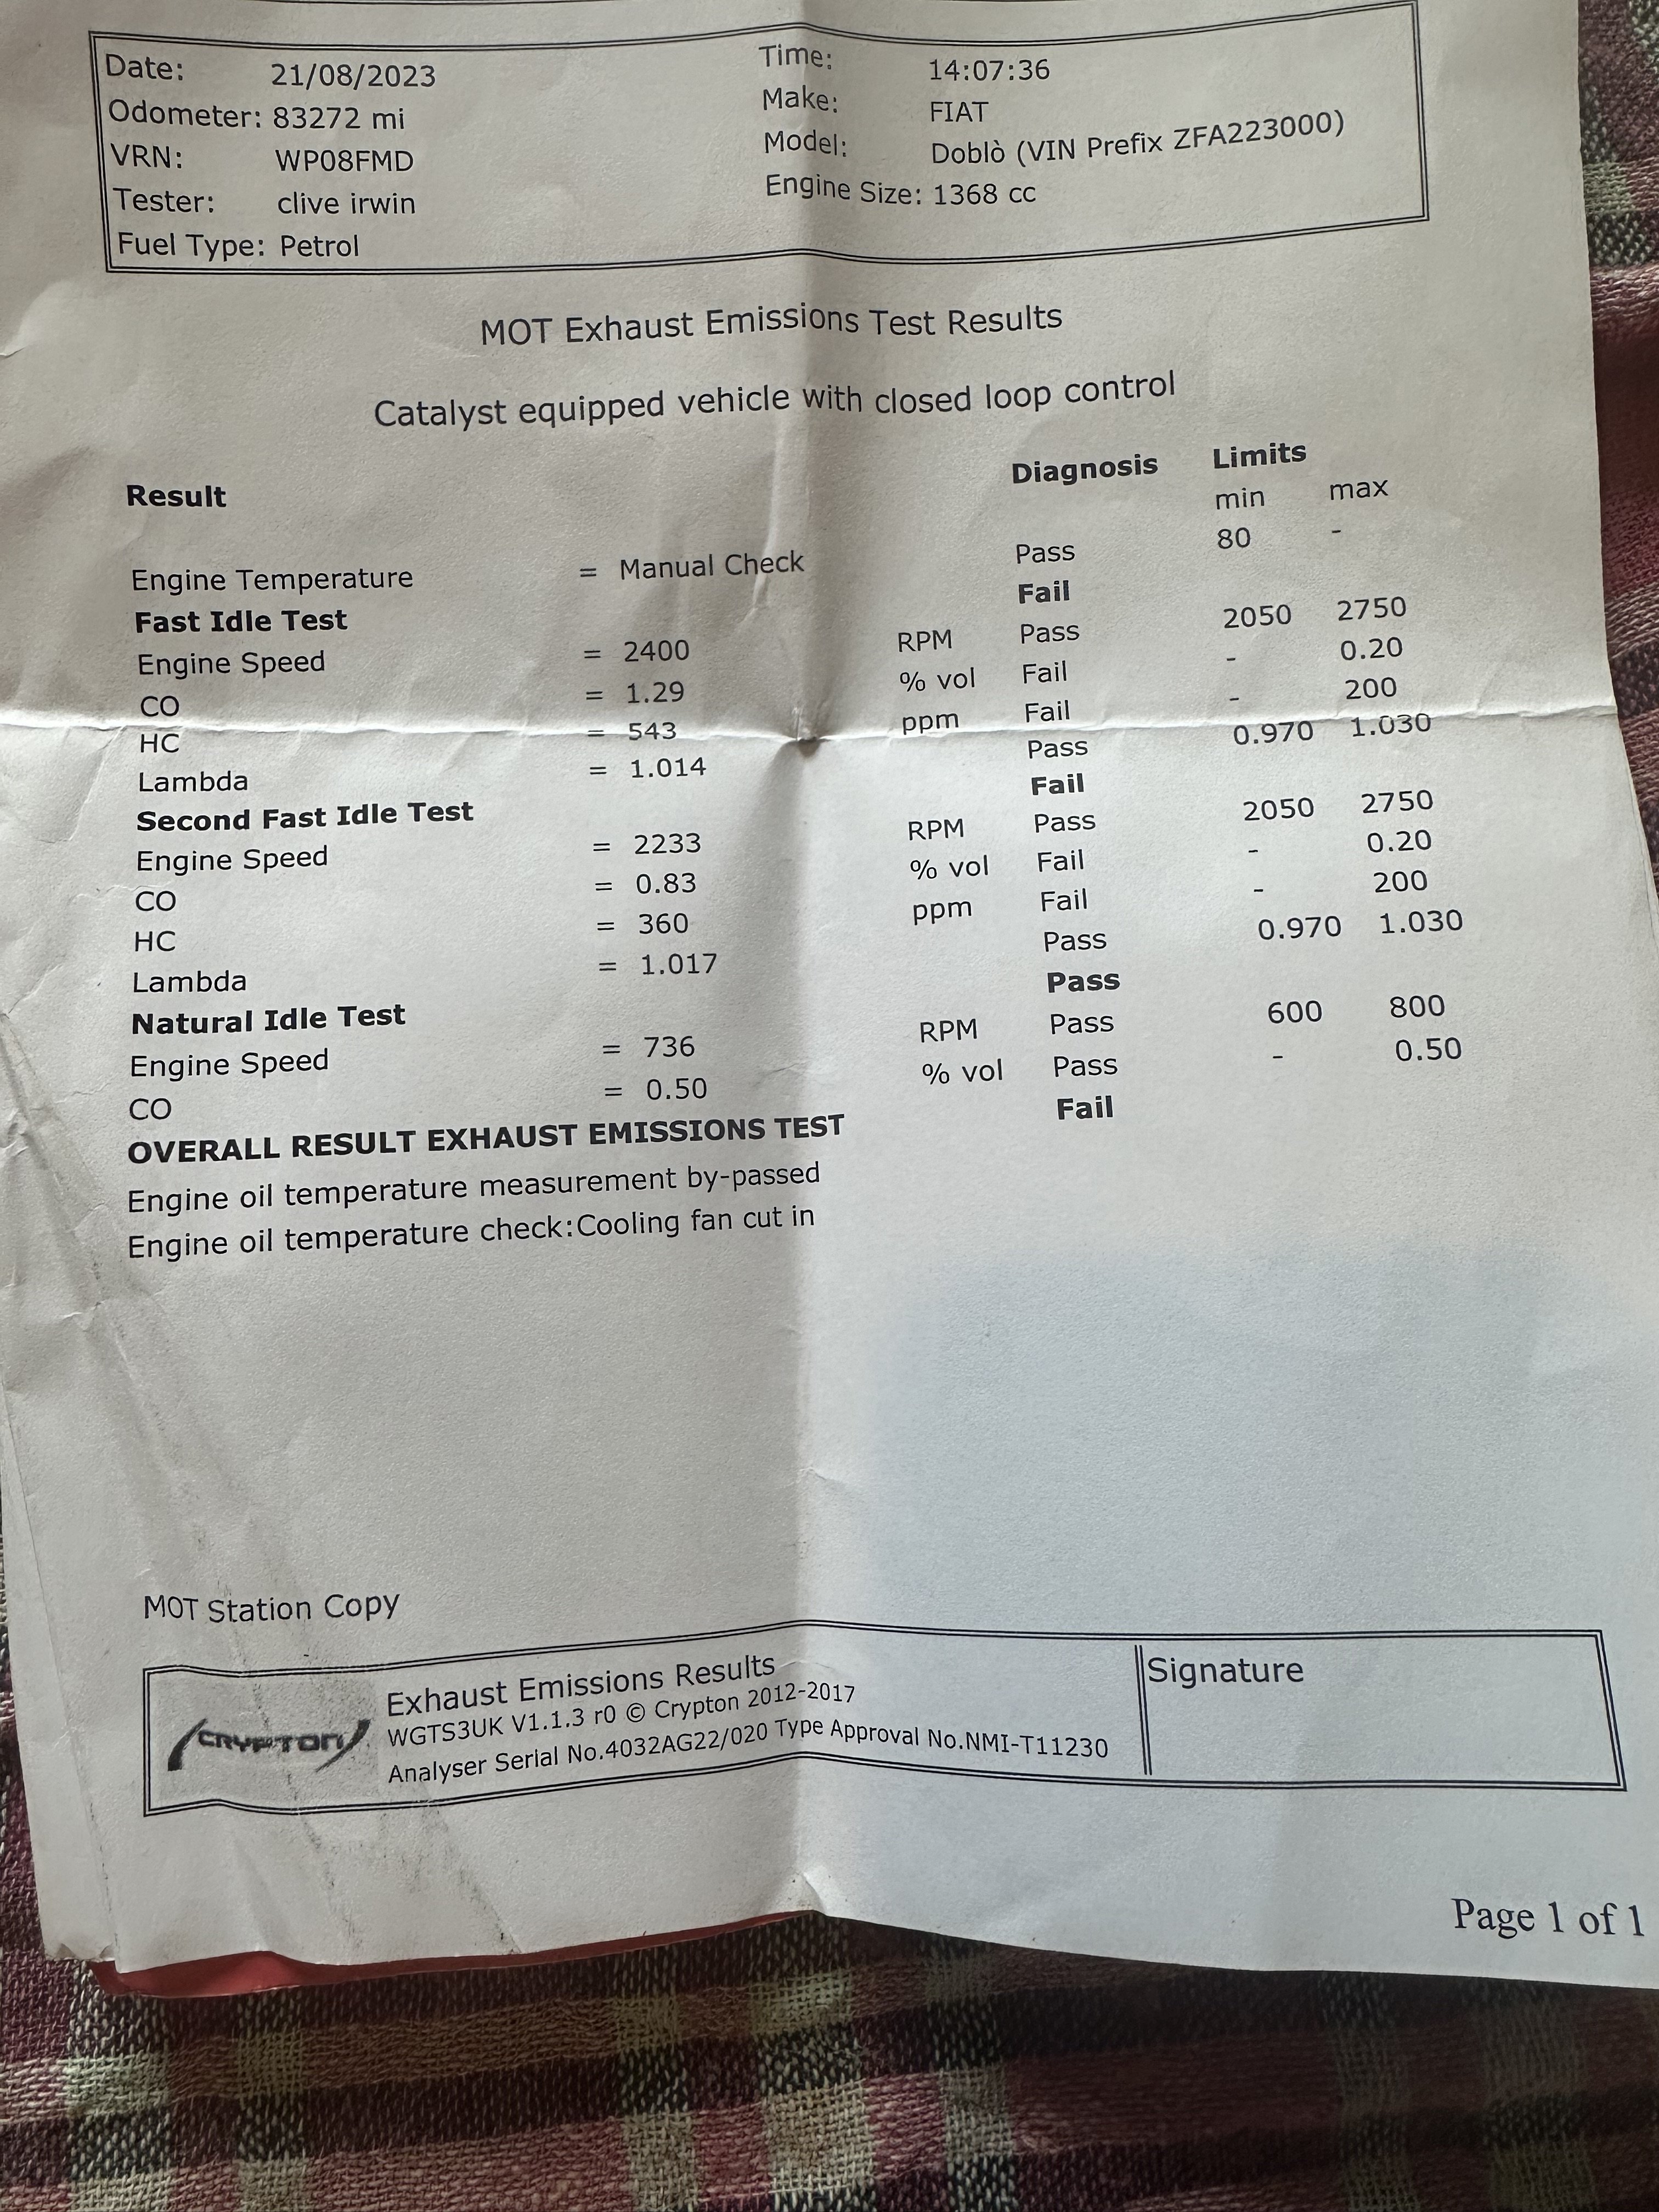 Date: 21/08/2023 Time: 14:07:36
Odometer: 83272 mi Make: FIAT
VRN: WP08FMD Model: Doblò (VIN Prefix ZFA223000)
Tester: clive irwin Engine Size: 1368 cc
Fuel Type: Petrol
MOT Exhaust Emissions Test Results
Catalyst equipped vehicle with closed loop control
Result Diagnosis Limits
min max
Engine Temperature = Manual Check Pass 80 -
Fast Idle Test Fail
Engine Speed = 2400 RPM Pass 2050 2750
CO = 1.29 % vol Fail - 0.20
HC = 543 ppm Fail - 200
Lambda = 1.014 Pass 0.970 1.030
Second Fast Idle Test Fail
Engine Speed = 2233 RPM Pass 2050 2750
CO = 0.83 % vol Fail - 0.20
HC = 360 ppm Fail - 200
Lambda = 1.017 Pass 0.970 1.030
Natural Idle Test Pass
Engine Speed = 736 RPM Pass 600 800
CO = 0.50 % vol Pass - 0.50
OVERALL RESULT EXHAUST EMISSIONS TEST Fail
Engine oil temperature measurement by-passed
Engine oil temperature check:Cooling fan cut in
MOT Station Copy
CRYPTON
Exhaust Emissions Results
WGTS3UK V1.1.3 r0 © Crypton 2012-2017
Analyser Serial No.4032AG22/020 Type Approval No.NMI-T11230
Signature
Page 1 of 1